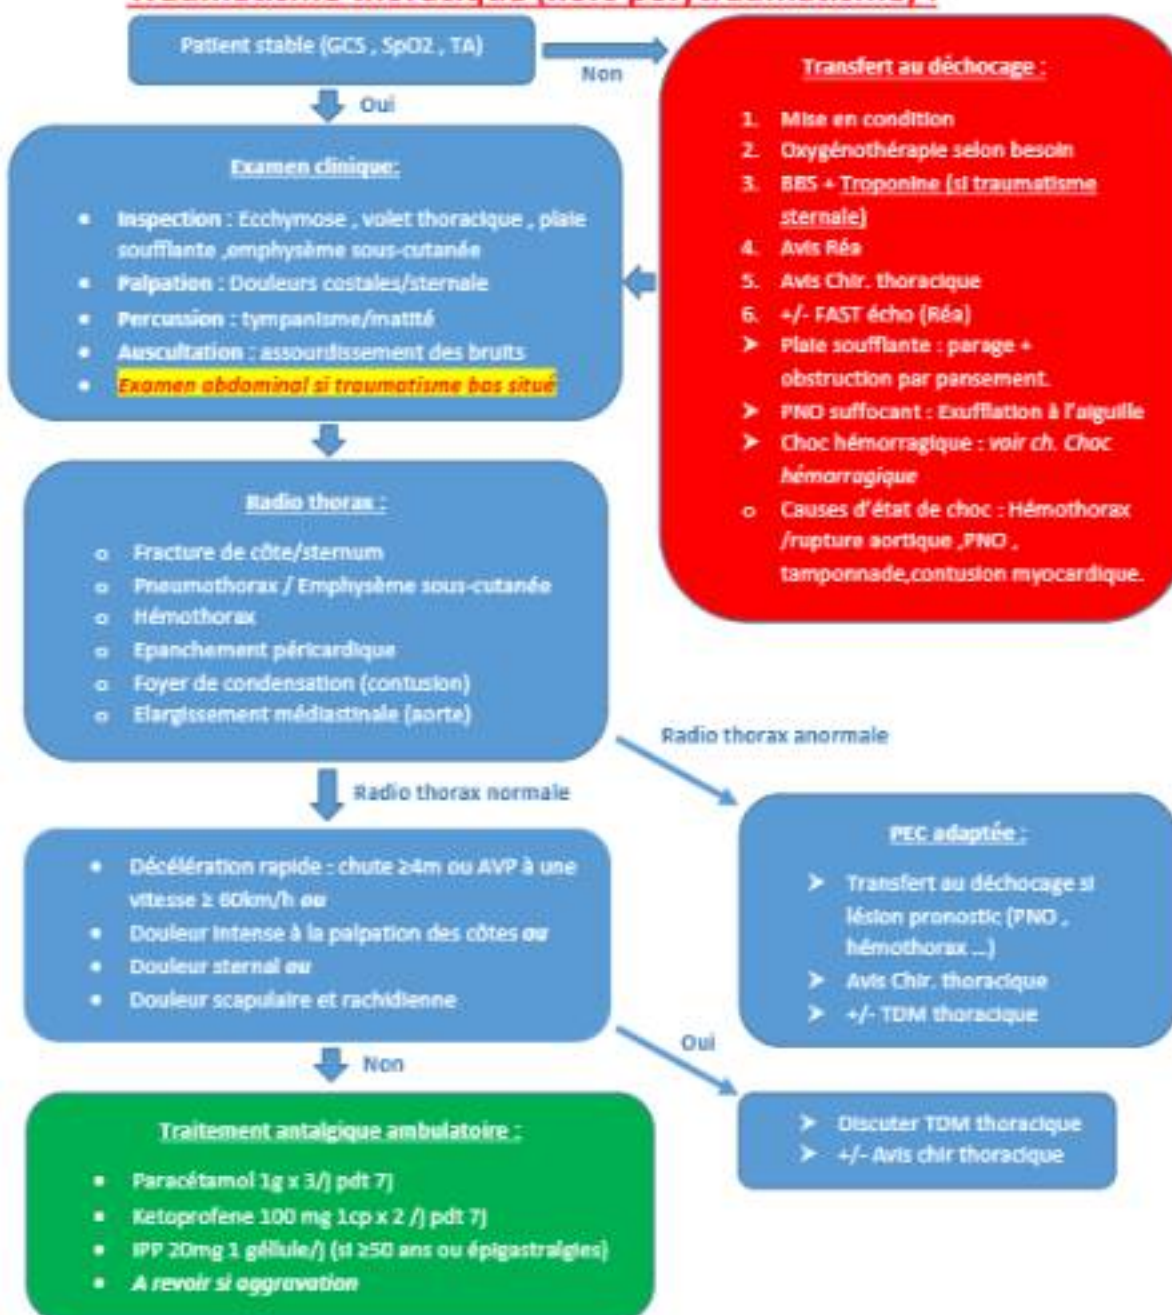 Traumatisme thoracique (hors polytraumatisme) :
Patient stable (GCS , SpO2 , TA)
Non
Oui
Transfert au déchocage :
1. Mise en condition
2. Oxygénothérapie selon besoin
3. BBS + Troponine (si traumatisme
sternale)
4. Avis Réa
5. Avis Chir. thoracique
6. +/- FAST écho (Réa)
➤ Plaie soufflante : parage +
obstruction par pansement.
➤ PNO suffocant : Exufflation à l'aiguille
➤ Choc hémorragique : voir ch. Choc
hémorragique
o Causes d'état de choc : Hémothorax
/rupture aortique ,PNO ,
tamponnade,contusion myocardique.
Examen clinique:
• Inspection : Ecchymose , volet thoracique , plaie
soufflante ,emphysème sous-cutanée
• Palpation : Douleurs costales/sternale
• Percussion : tympanisme/matité
• Auscultation : assourdissement des bruits
• Examen abdominal si traumatisme bas situé
Radio thorax :
o Fracture de côte/sternum
o Pneumothorax / Emphysème sous-cutanée
o Hémothorax
o Epanchement péricardique
o Foyer de condensation (contusion)
o Elargissement médiastinale (aorte)
Radio thorax anormale
Radio thorax normale
PEC adaptée :
➤ Transfert au déchocage si
lésion pronostic (PNO ,
hémothorax ...)
➤ Avis Chir. thoracique
➤ +/- TDM thoracique
• Décélération rapide : chute ≥4m ou AVP à une
vitesse ≥ 60km/h ou
• Douleur intense à la palpation des côtes ou
• Douleur sternal ou
• Douleur scapulaire et rachidienne
Oui
Non
➤ Discuter TDM thoracique
➤ +/- Avis chir thoracique
Traitement antalgique ambulatoire :
• Paracétamol 1g x 3/j pdt 7j
• Ketoprofene 100 mg 1cp x 2 /j pdt 7j
• IPP 20mg 1 géllule/j (si ≥50 ans ou épigastralgies)
• A revoir si aggravation